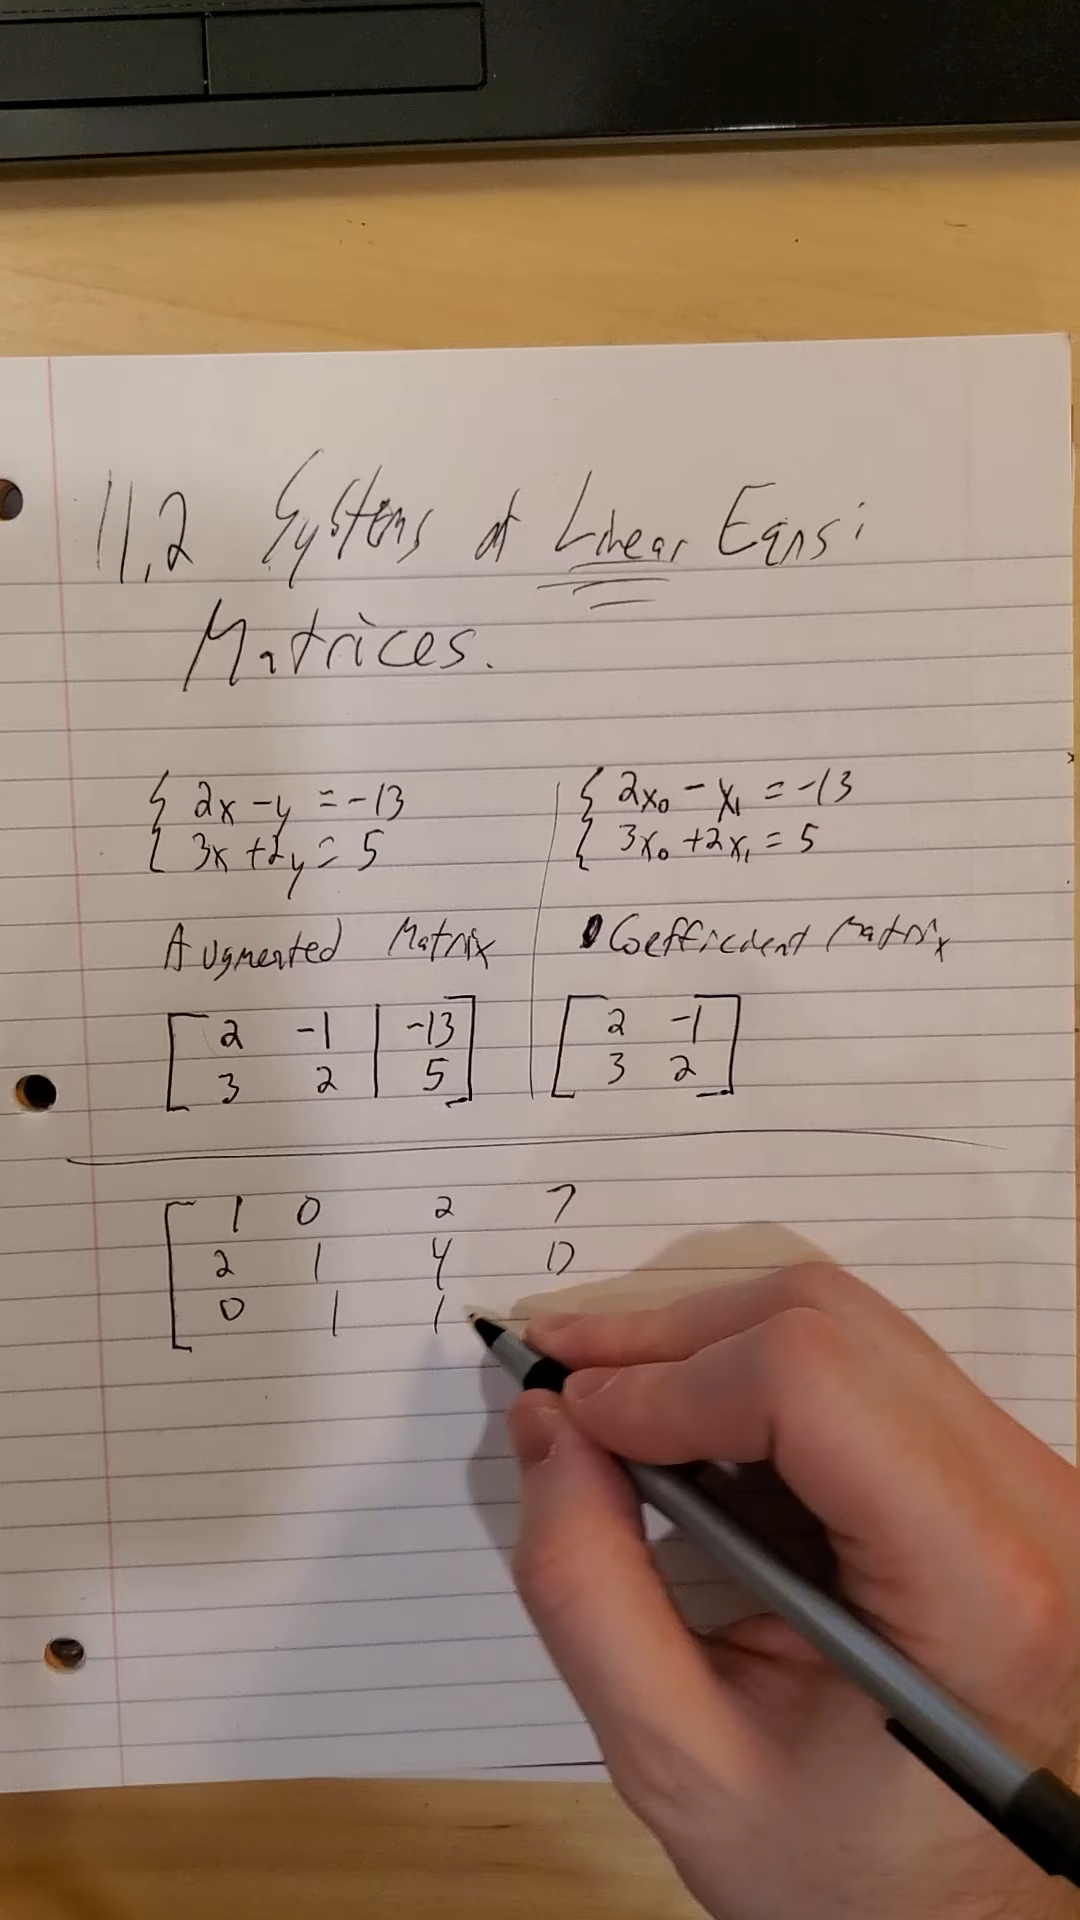 11.2 Systems of Linear Eqns:
Matrices.
{ 2x - y = -13
{ 3x + 2y = 5
Augmented Matrix
[ 2 -1 | -13 ]
[ 3 2 | 5 ]
{ 2x₀ - x₁ = -13
{ 3x₀ + 2x₁ = 5
Coefficient Matrix
[ 2 -1 ]
[ 3 2 ]
[ 1 0 2 7
2 1 4 0
0 1 1